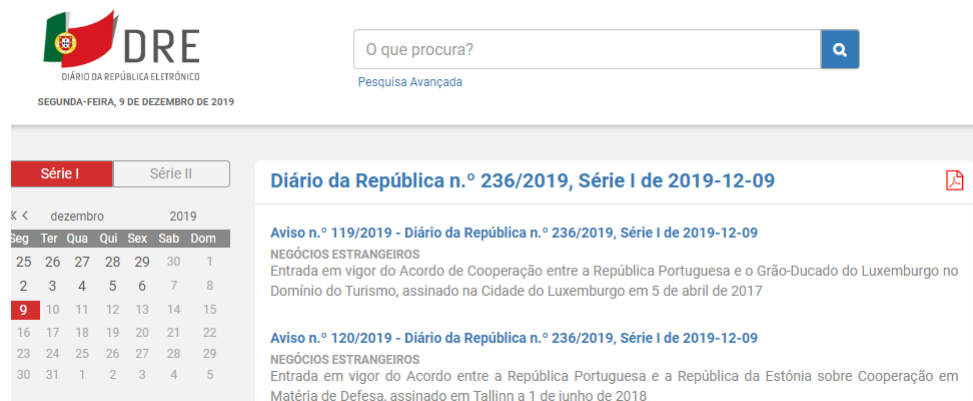 DRE
DIÁRIO DA REPÚBLICA ELETRÓNICO
SEGUNDA-FEIRA, 9 DE DEZEMBRO DE 2019
O que procura?
Pesquisa Avançada
Série I Série II
dezembro 2019
Seg Ter Qua Qui Sex Sab Dom
25 26 27 28 29 30 1
2 3 4 5 6 7 8
9 10 11 12 13 14 15
16 17 18 19 20 21 22
23 24 25 26 27 28 29
30 31 1 2 3 4 5
Diário da República n.º 236/2019, Série I de 2019-12-09
Aviso n.º 119/2019 - Diário da República n.º 236/2019, Série I de 2019-12-09
NEGÓCIOS ESTRANGEIROS
Entrada em vigor do Acordo de Cooperação entre a República Portuguesa e o Grão-Ducado do Luxemburgo no
Domínio do Turismo, assinado na Cidade do Luxemburgo em 5 de abril de 2017
Aviso n.º 120/2019 - Diário da República n.º 236/2019, Série I de 2019-12-09
NEGÓCIOS ESTRANGEIROS
Entrada em vigor do Acordo entre a República Portuguesa e a República da Estónia sobre Cooperação em
Matéria de Defesa, assinado em Tallinn a 1 de junho de 2018